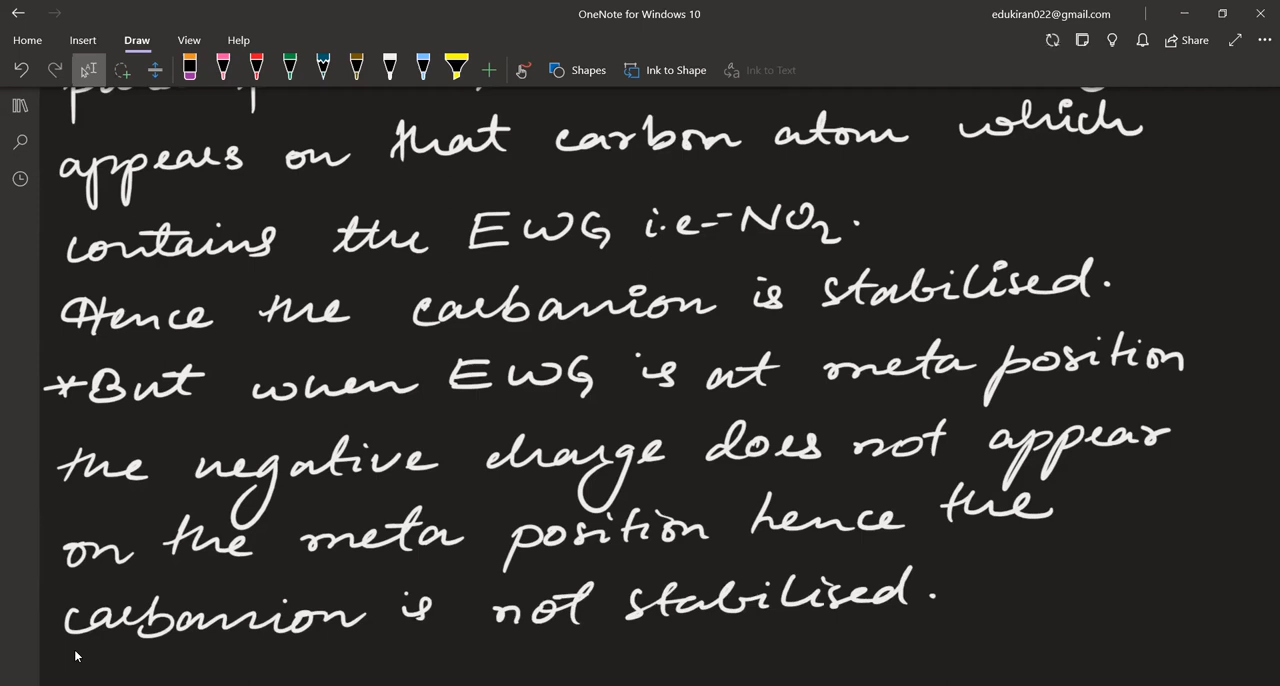 OneNote for Windows 10
edukiran022@gmail.com
Home Insert Draw View Help
Share
Shapes Ink to Shape Ink to Text
appears on that carbon atom which
contains the EWG i.e-NO₂.
Hence the carbanion is stabilised.
*But when EWG is at meta position
the negative charge does not appear
on the meta position hence the
carbanion is not stabilised.